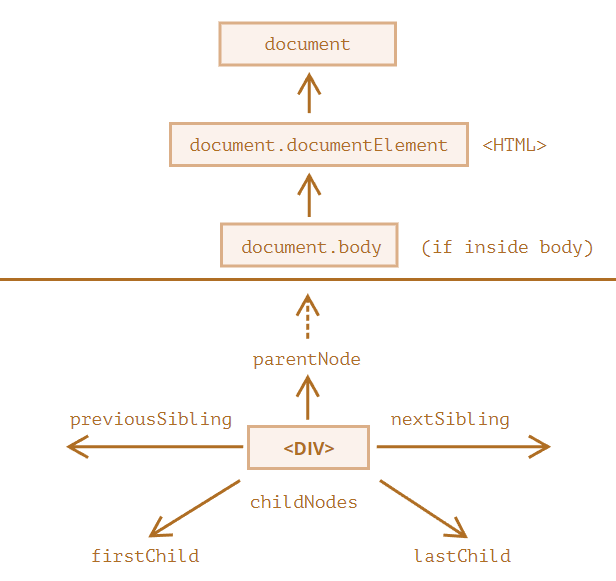 document
document.documentElement <HTML>
document.body (if inside body)
parentNode
previousSibling nextSibling
<DIV>
childNodes
firstChild lastChild